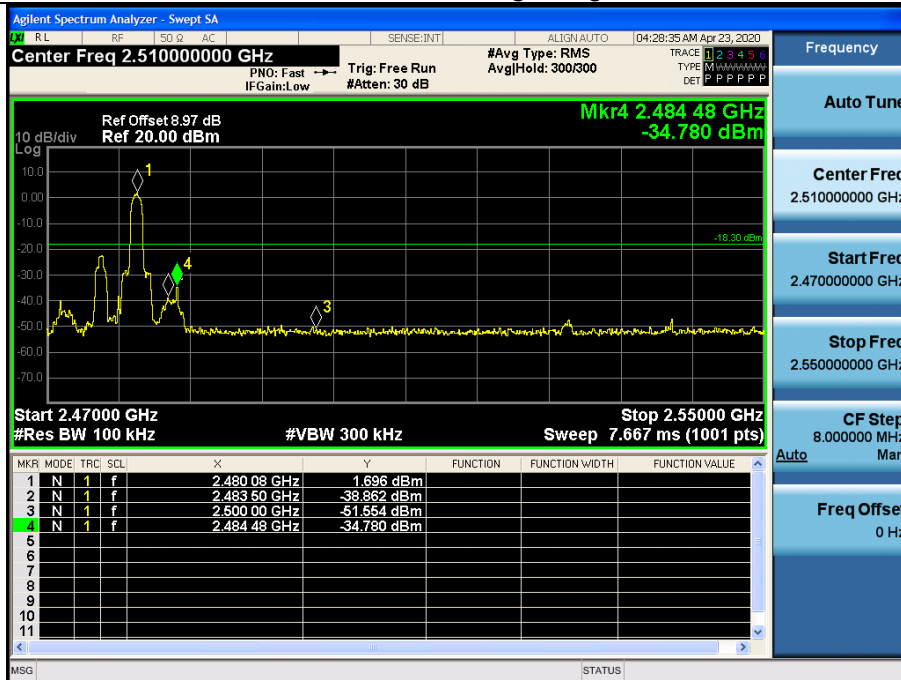 Agilent Spectrum Analyzer - Swept SA
LXI RL RF 50 Ω AC SENSE:INT ALIGN AUTO 04:28:35 AM Apr 23, 2020
Center Freq 2.510000000 GHz #Avg Type: RMS TRACE 1 2 3 4 5 6
PNO: Fast Trig: Free Run Avg|Hold: 300/300 TYPE M WWWWW
IFGain:Low #Atten: 30 dB DET P P P P P P
Mkr4 2.484 48 GHz
-34.780 dBm
Ref Offset 8.97 dB
10 dB/div Ref 20.00 dBm
Log
10.0
0.00
-10.0
-20.0
-30.0
-40.0
-50.0
-60.0
-70.0
1
4
3
-18.30 dBm
Start 2.47000 GHz Stop 2.55000 GHz
#Res BW 100 kHz #VBW 300 kHz Sweep 7.667 ms (1001 pts)
MKR MODE TRC SCL X Y FUNCTION FUNCTION WIDTH FUNCTION VALUE
1 N 1 f 2.480 08 GHz 1.696 dBm
2 N 1 f 2.483 50 GHz -38.862 dBm
3 N 1 f 2.500 00 GHz -51.554 dBm
4 N 1 f 2.484 48 GHz -34.780 dBm
5
6
7
8
9
10
11
MSG STATUS
Frequency
Auto Tune
Center Freq
2.510000000 GHz
Start Freq
2.470000000 GHz
Stop Freq
2.550000000 GHz
CF Step
8.000000 MHz
Auto Man
Freq Offset
0 Hz